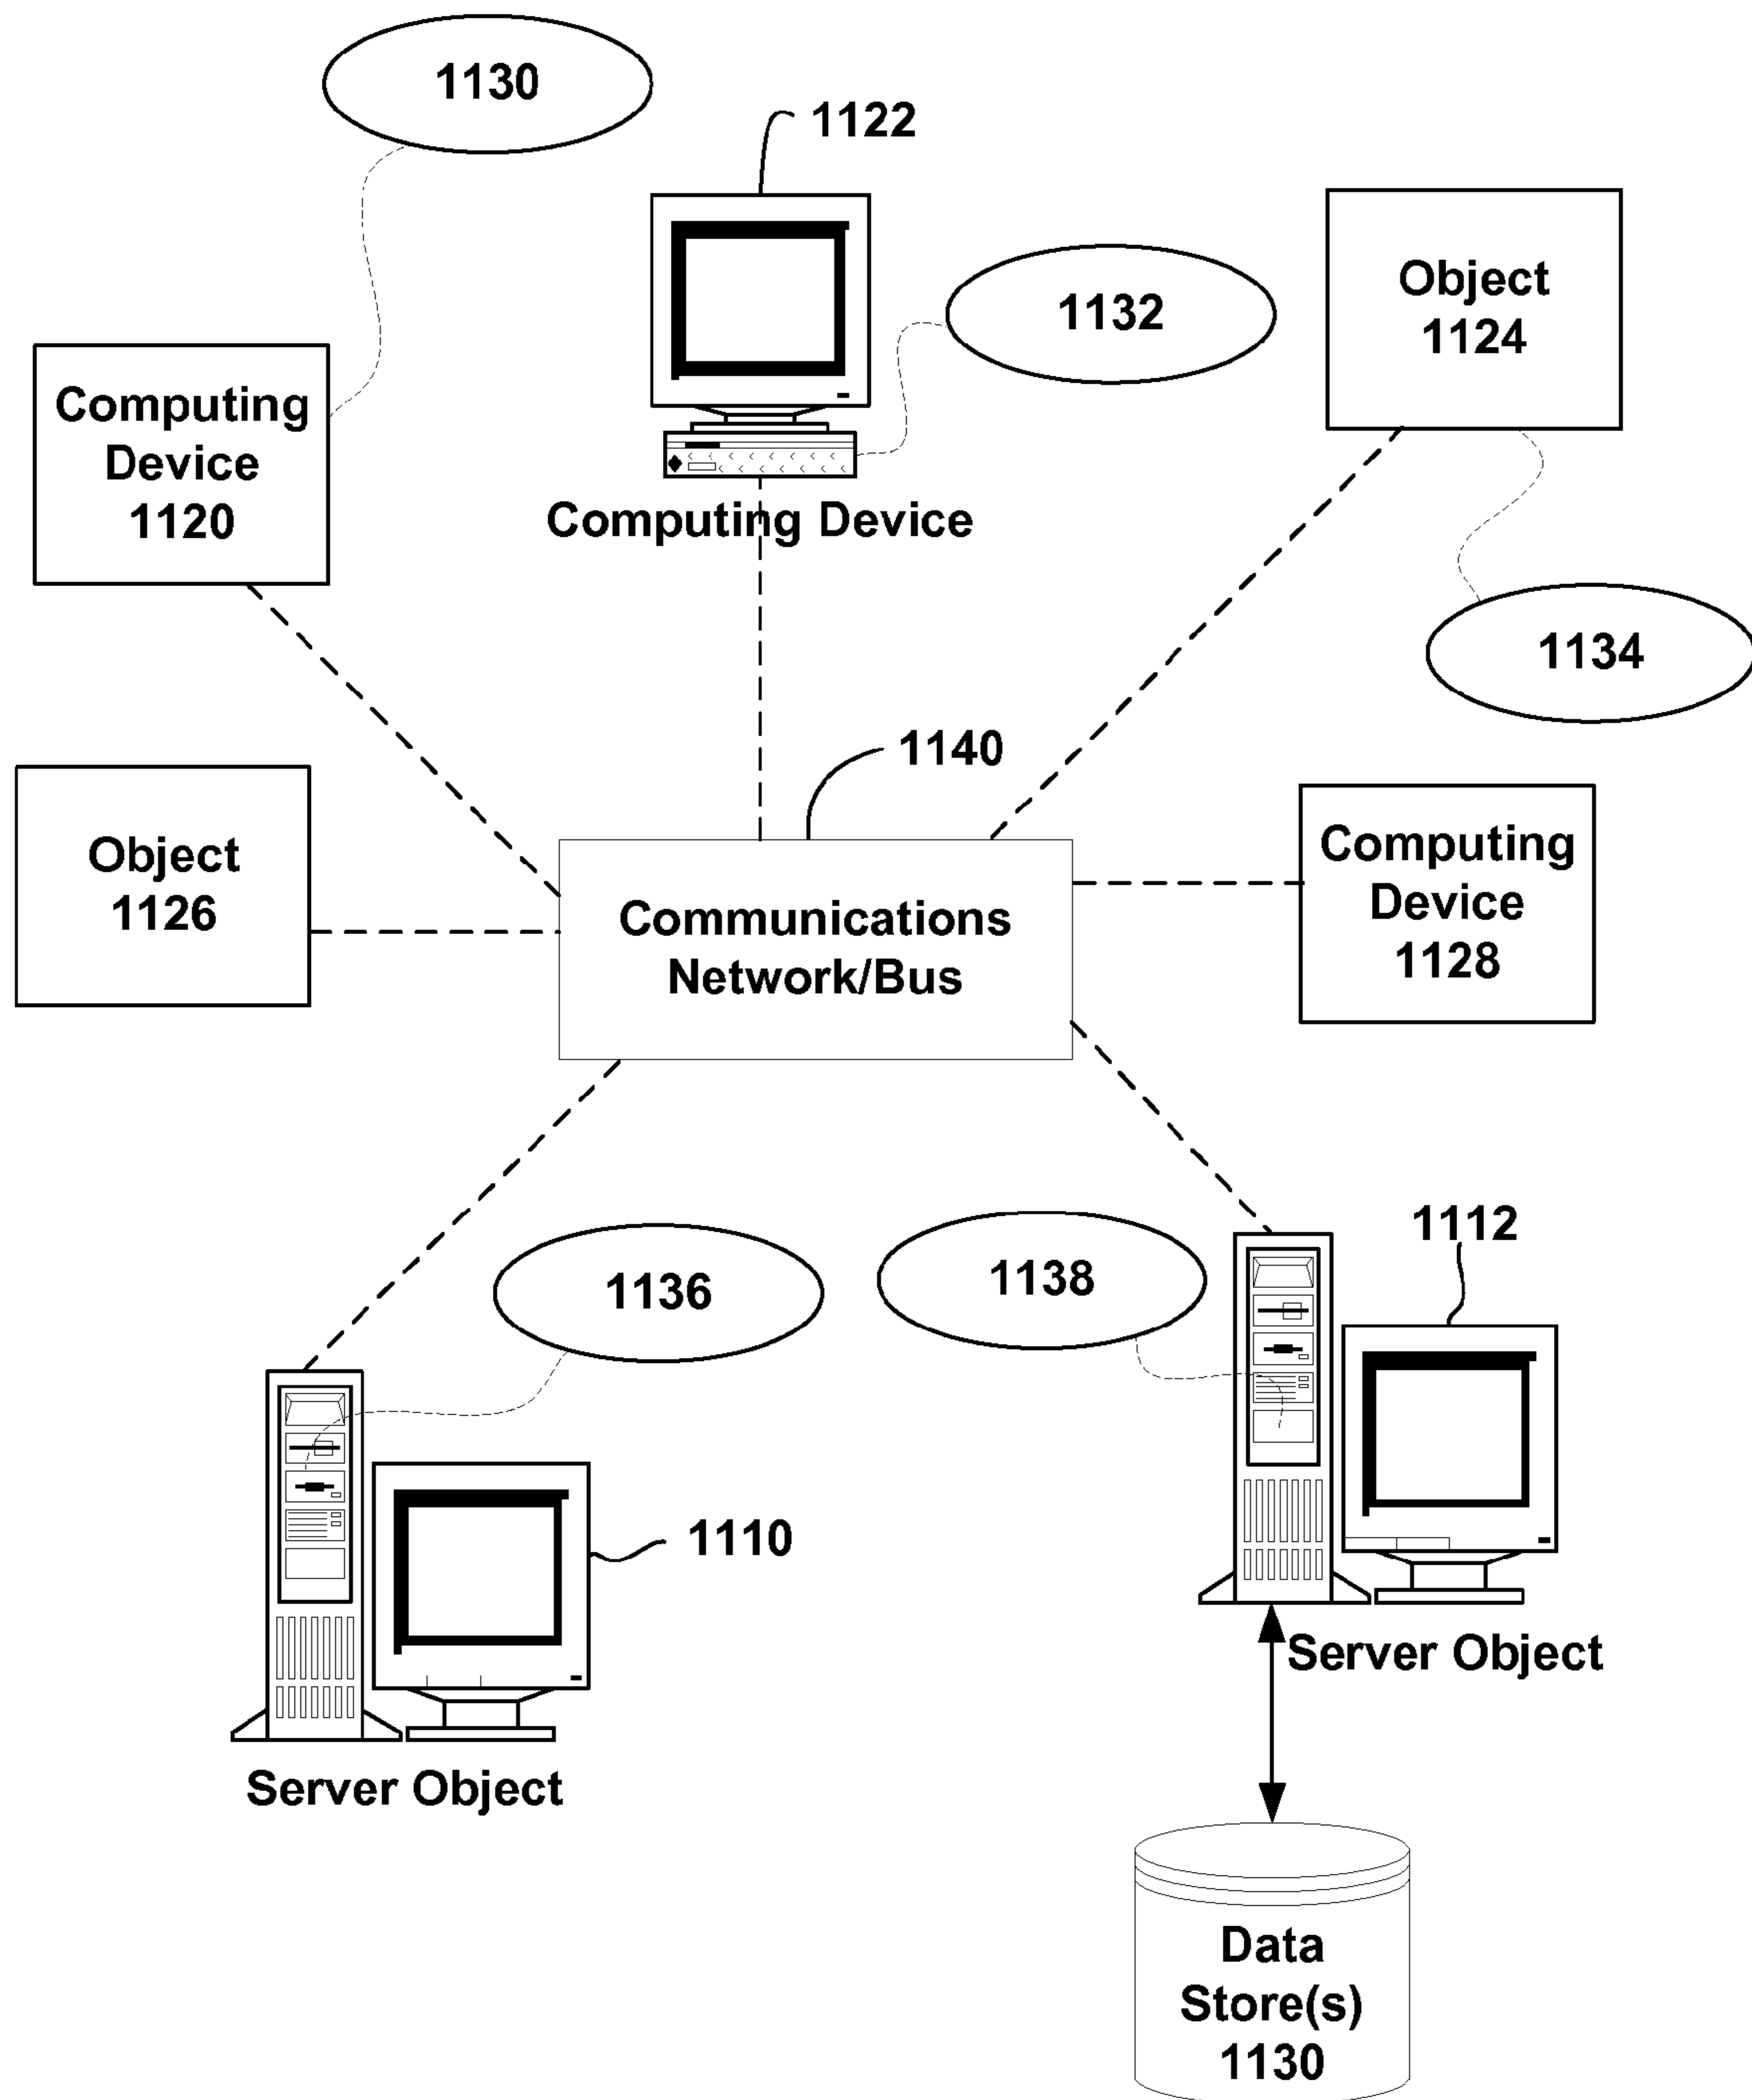 1130
1122
1132
Object
1124
Computing
Device
1120
Computing Device
1134
1140
Object
1126
Computing
Device
1128
Communications
Network/Bus
1136
1138
1112
1110
Server Object
Server Object
Data
Store(s)
1130